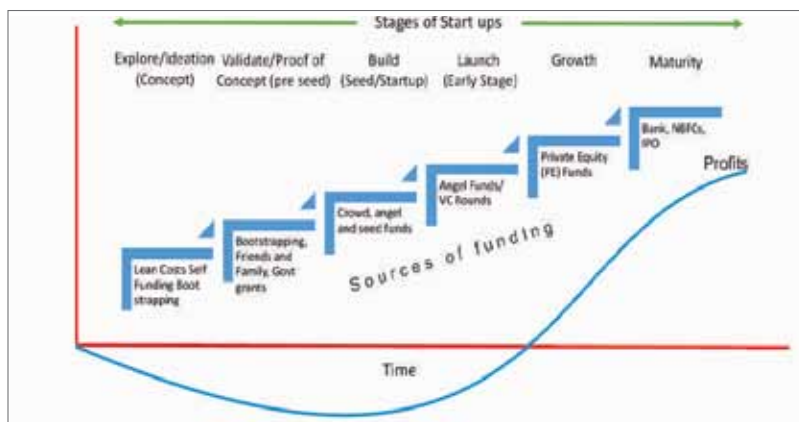 Stages of Start ups
Explore/Ideation
(Concept)
Validate/Proof of
Concept (pre seed)
Build
(Seed/Startup)
Launch
(Early Stage)
Growth
Maturity
Lean Costs Self
Funding Boot
strapping
Bootstrapping,
Friends and
Family, Govt
grants
Crowd, angel
and seed funds
Angel Funds/
VC Rounds
Private Equity
(PE) Funds
Bank, NBFCs,
IPO
Profits
Sources of funding
Time